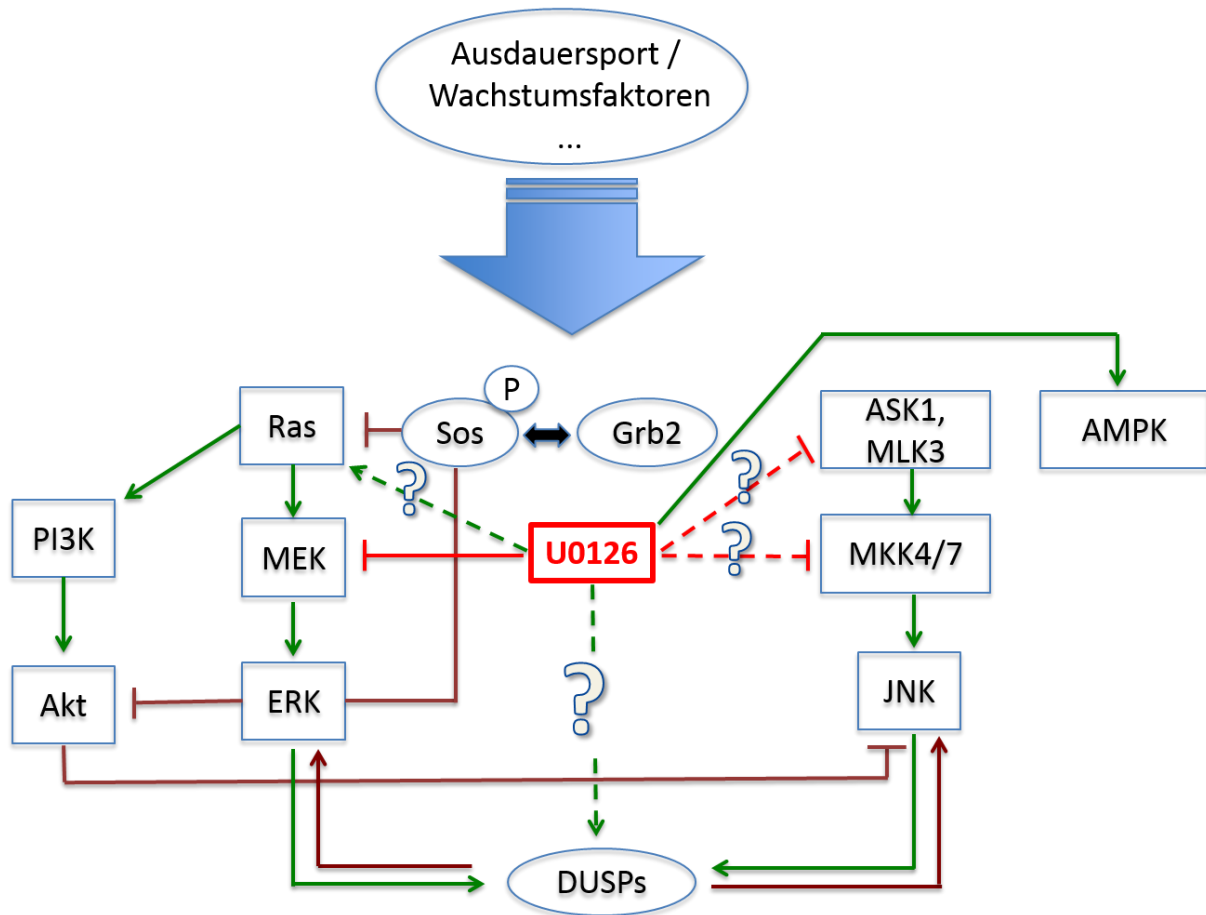 Ausdauersport /
Wachstumsfaktoren
...
P
Ras
Sos
Grb2
ASK1,
MLK3
AMPK
?
?
PI3K
MEK
U0126
?
MKK4/7
Akt
ERK
?
JNK
DUSPs